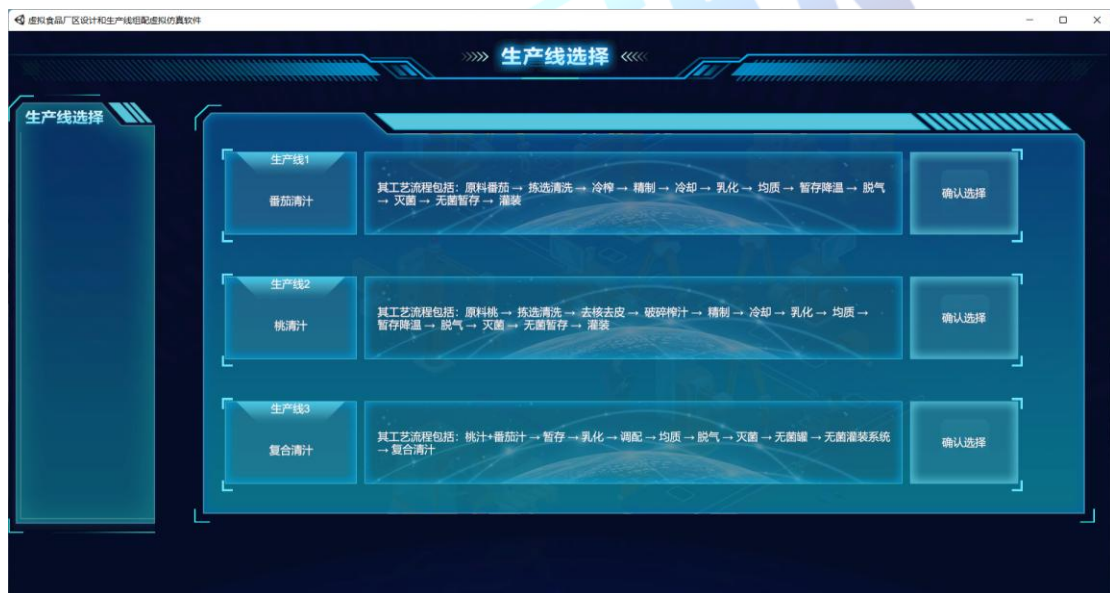 虚拟食品厂区设计和生产线组配虚拟仿真软件
生产线选择
生产线选择
生产线1
番茄清汁
其工艺流程包括：原料番茄 → 拣选清洗 → 冷榨 → 精制 → 冷却 → 乳化 → 均质 → 暂存降温 → 脱气
→ 灭菌 → 无菌暂存 → 灌装
确认选择
生产线2
桃清汁
其工艺流程包括：原料桃 → 拣选清洗 → 去核去皮 → 破碎榨汁 → 精制 → 冷却 → 乳化 → 均质 →
暂存降温 → 脱气 → 灭菌 → 无菌暂存 → 灌装
确认选择
生产线3
复合清汁
其工艺流程包括：桃汁+番茄汁 → 暂存 → 乳化 → 调配 → 均质 → 脱气 → 灭菌 → 无菌罐 → 无菌灌装系统
→ 复合清汁
确认选择